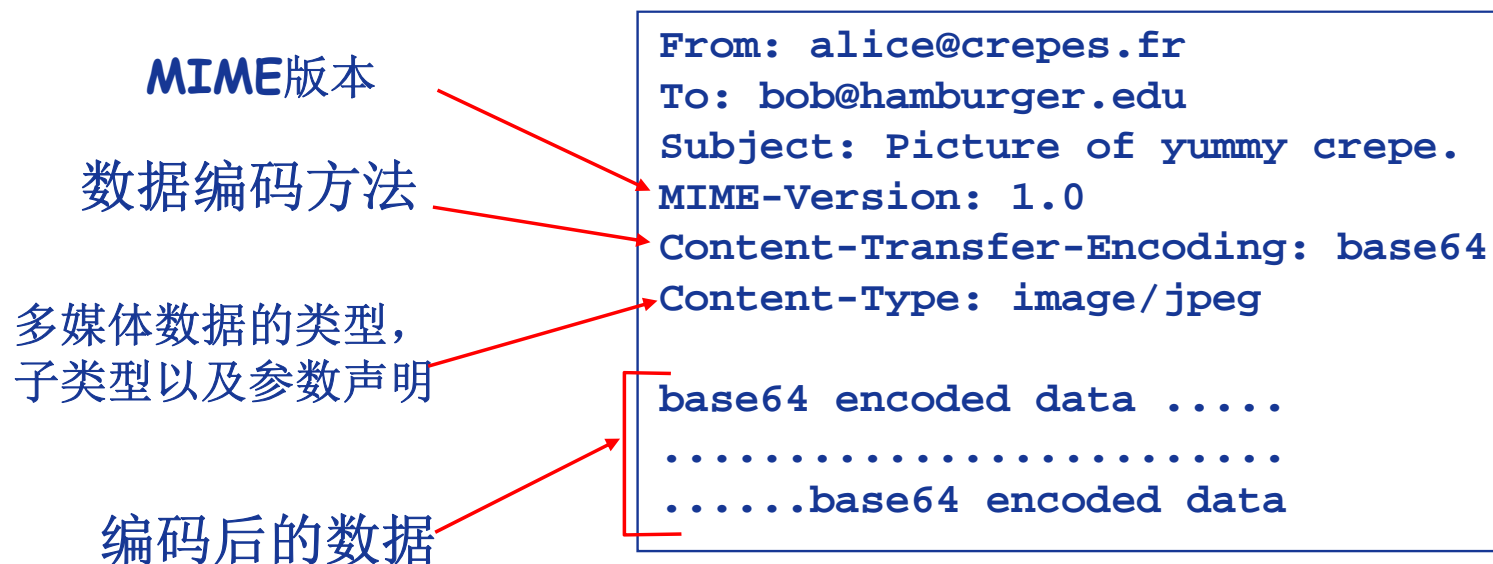 MIME版本
数据编码方法
多媒体数据的类型，
子类型以及参数声明
编码后的数据
From: alice@crepes.fr
To: bob@hamburger.edu
Subject: Picture of yummy crepe.
MIME-Version: 1.0
Content-Transfer-Encoding: base64
Content-Type: image/jpeg
base64 encoded data .....
.........................
......base64 encoded data